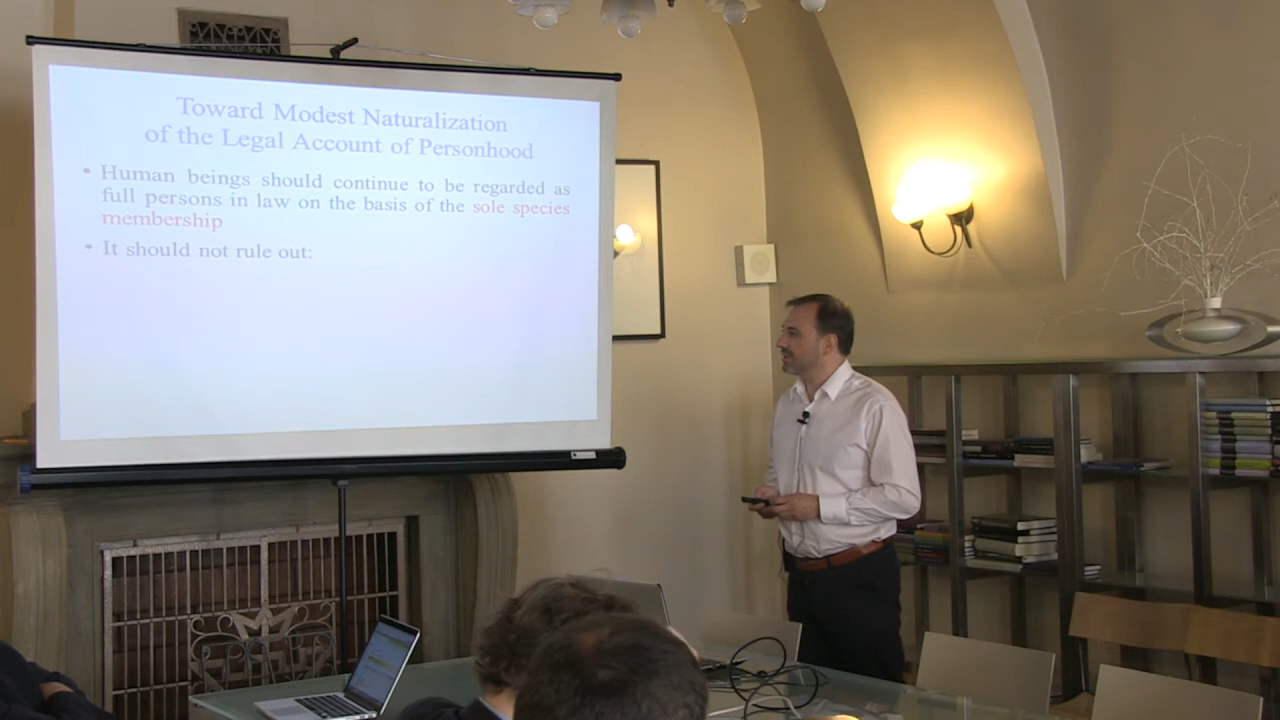 Toward Modest Naturalization
of the Legal Account of Personhood
• Human beings should continue to be regarded as
full persons in law on the basis of the sole species
membership
• It should not rule out: